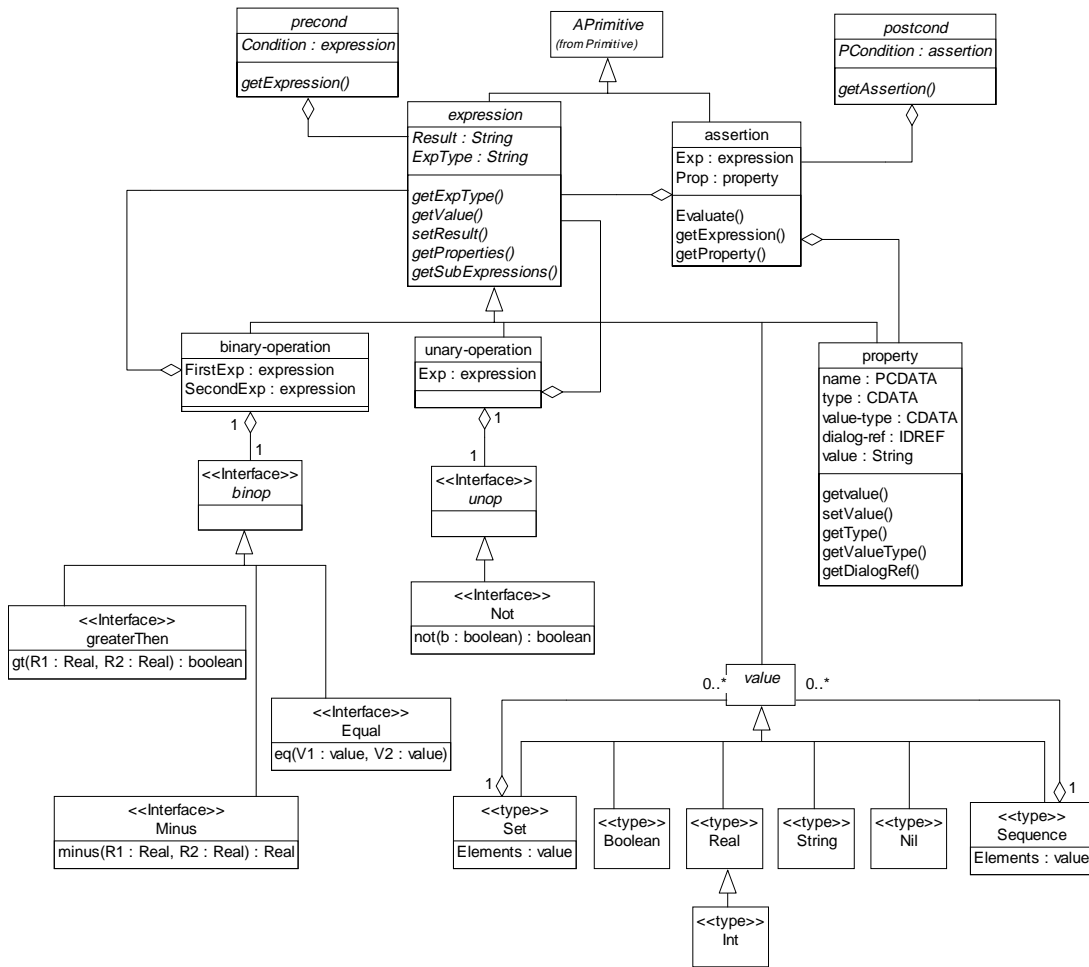 precond
Condition : expression
getExpression()
APrimitive
(from Primitive)
postcond
PCondition : assertion
getAssertion()
expression
Result : String
ExpType : String
getExpType()
getValue()
setResult()
getProperties()
getSubExpressions()
assertion
Exp : expression
Prop : property
Evaluate()
getExpression()
getProperty()
binary-operation
FirstExp : expression
SecondExp : expression
unary-operation
Exp : expression
property
name : PCDATA
type : CDATA
value-type : CDATA
dialog-ref : IDREF
value : String
getvalue()
setValue()
getType()
getValueType()
getDialogRef()
1
1
1
1
<<Interface>>
binop
<<Interface>>
unop
<<Interface>>
greaterThen
gt(R1 : Real, R2 : Real) : boolean
<<Interface>>
Not
not(b : boolean) : boolean
<<Interface>>
Equal
eq(V1 : value, V2 : value)
<<Interface>>
Minus
minus(R1 : Real, R2 : Real) : Real
0..*
value
0..*
1
1
<<type>>
Set
Elements : value
<<type>>
Boolean
<<type>>
Real
<<type>>
String
<<type>>
Nil
<<type>>
Sequence
Elements : value
<<type>>
Int